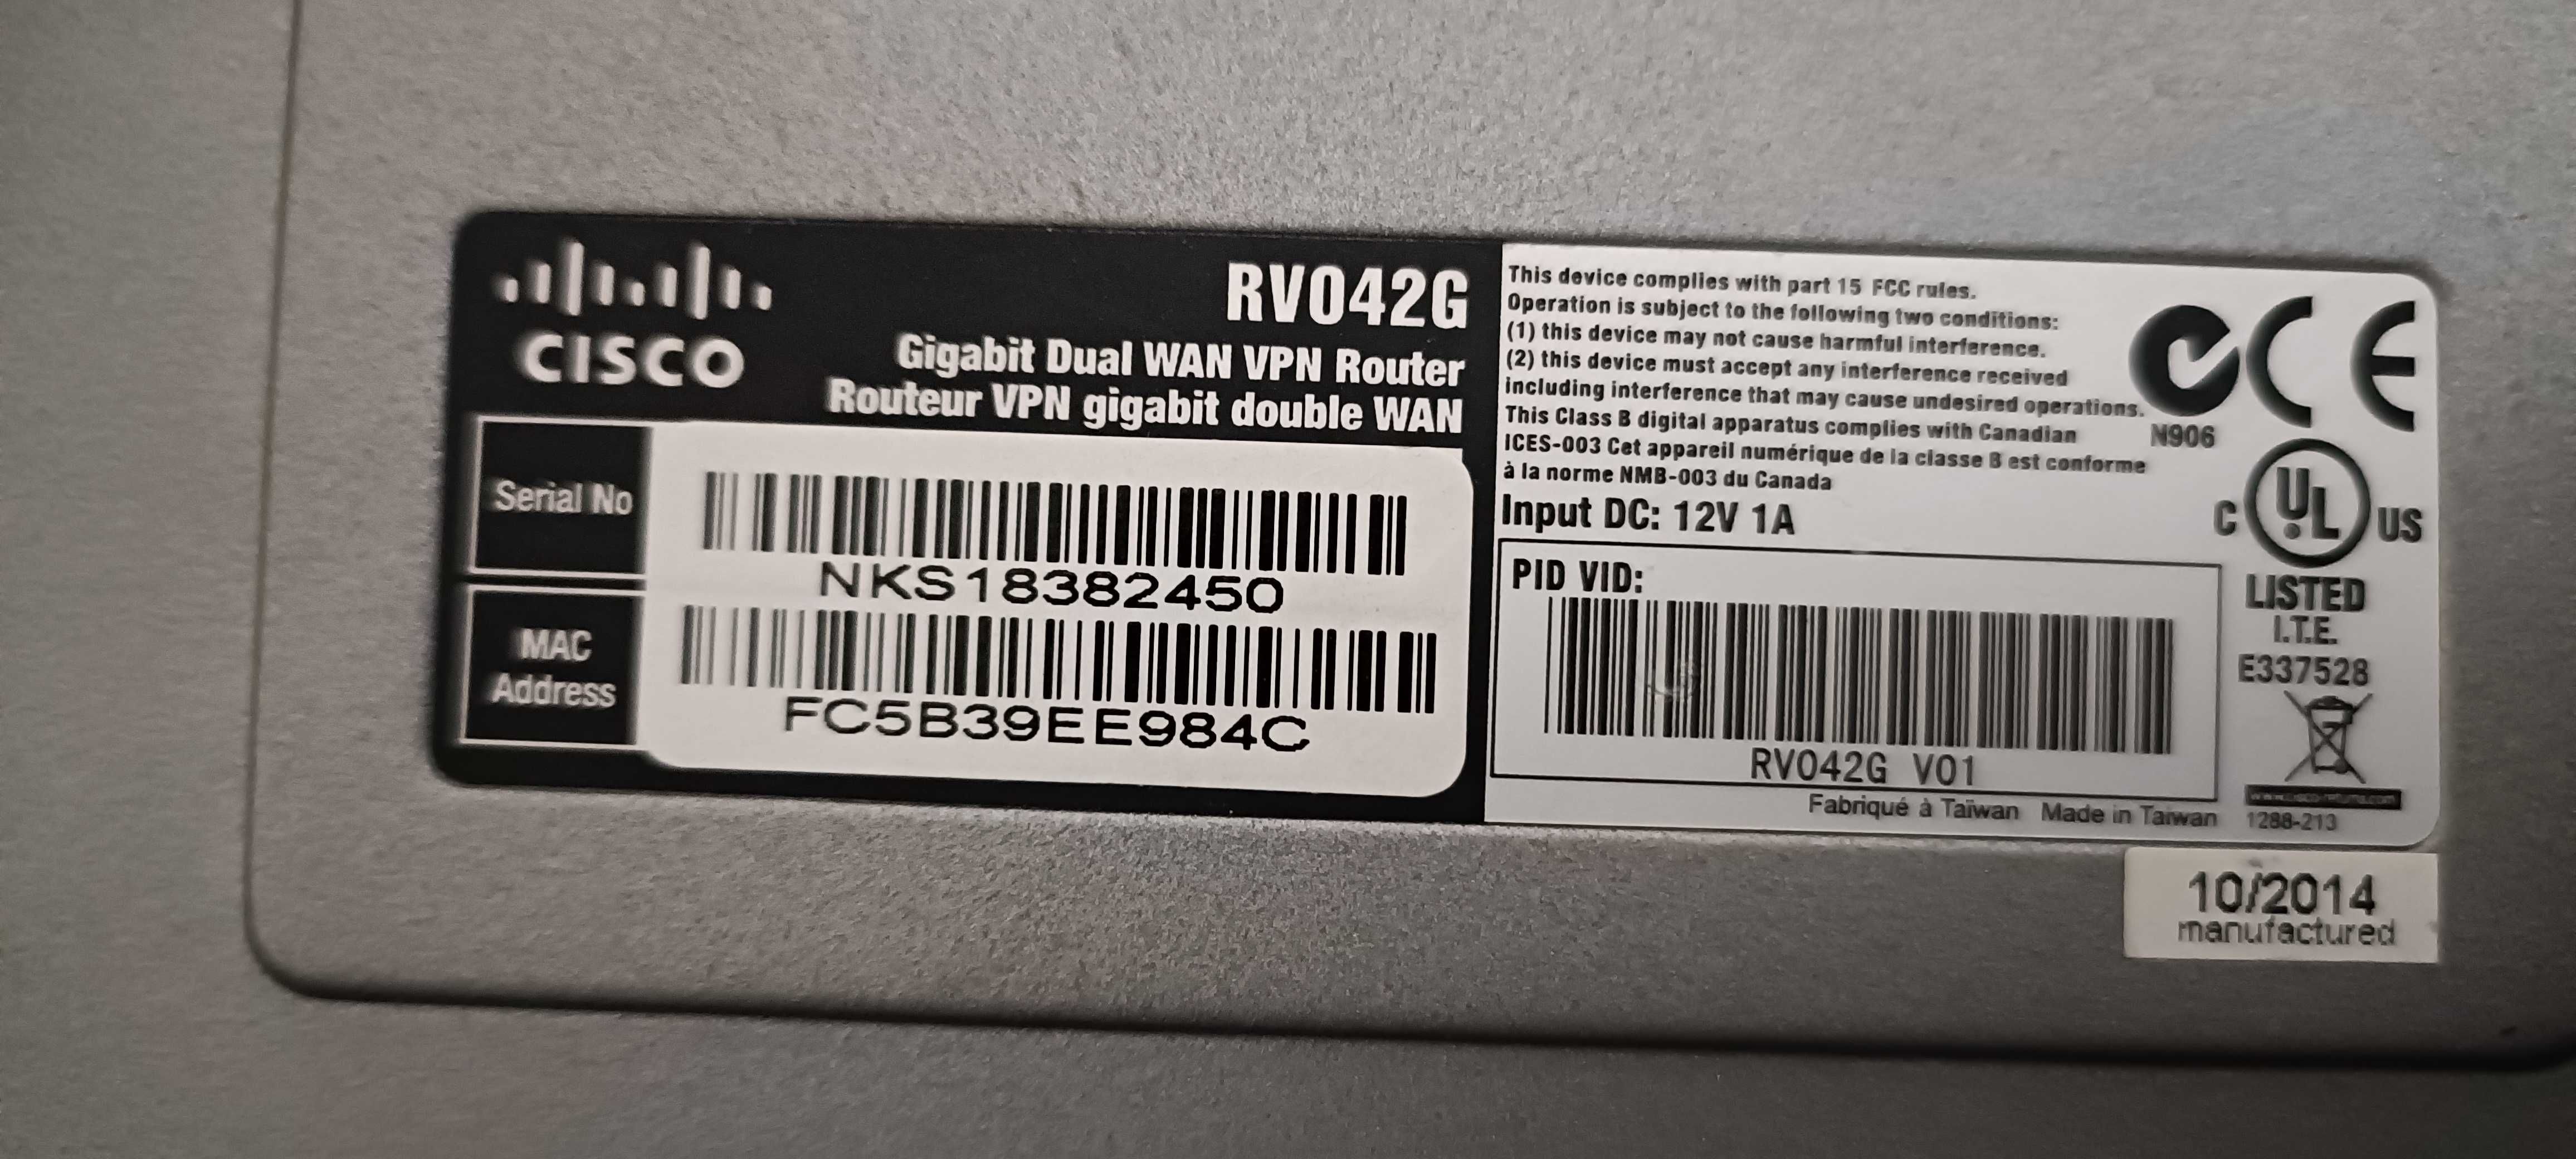 CISCO
RV042G
Gigabit Dual WAN VPN Router
Routeur VPN gigabit double WAN
Serial No
NKS18382450
MAC
Address
FC5B39EE984C
This device complies with part 15 FCC rules.
Operation is subject to the following two conditions:
(1) this device may not cause harmful interference.
(2) this device must accept any interference received
including interference that may cause undesired operations.
This Class B digital apparatus complies with Canadian
ICES-003 Cet appareil numérique de la classe B est conforme
à la norme NMB-003 du Canada
Input DC: 12V 1A
N906
CE
C UL US
LISTED
I.T.E.
E337528
PID VID:
RV042G V01
Fabriqué à Taïwan Made in Taiwan
1288-213
10/2014
manufactured